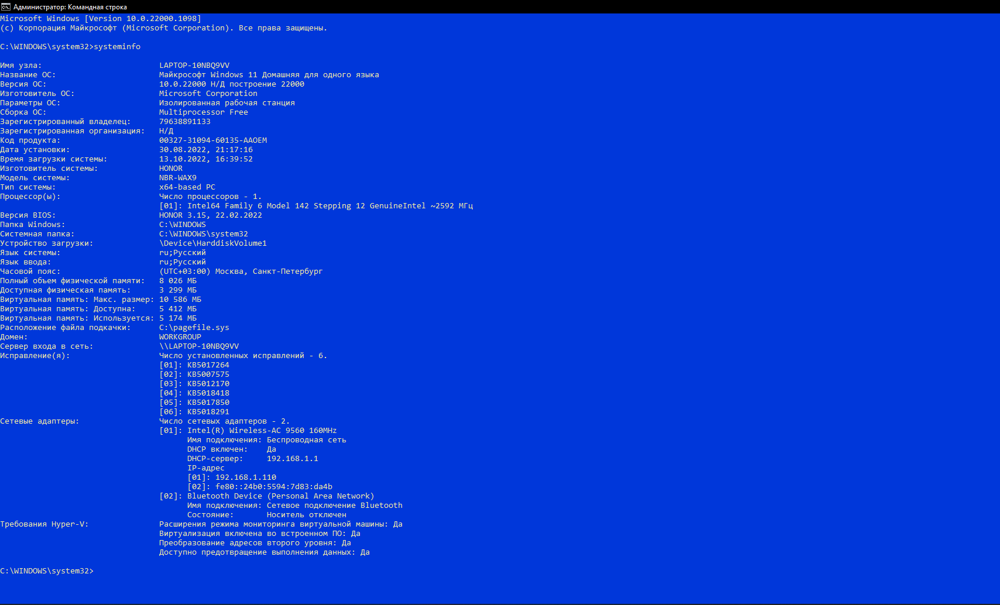 Администратор: Командная строка
Microsoft Windows [Version 10.0.22000.1098]
(c) Корпорация Майкрософт (Microsoft Corporation). Все права защищены.
C:\WINDOWS\system32>systeminfo
Имя узла: LAPTOP-10NBQ9VV
Название ОС: Майкрософт Windows 11 Домашняя для одного языка
Версия ОС: 10.0.22000 Н/Д построение 22000
Изготовитель ОС: Microsoft Corporation
Параметры ОС: Изолированная рабочая станция
Сборка ОС: Multiprocessor Free
Зарегистрированный владелец: 79638891133
Зарегистрированная организация: Н/Д
Код продукта: 00327-31094-60135-AAOEM
Дата установки: 30.08.2022, 21:17:16
Время загрузки системы: 13.10.2022, 16:39:52
Изготовитель системы: HONOR
Модель системы: NBR-WAX9
Тип системы: x64-based PC
Процессор(ы): Число процессоров - 1.
[01]: Intel64 Family 6 Model 142 Stepping 12 GenuineIntel ~2592 МГц
Версия BIOS: HONOR 3.15, 22.02.2022
Папка Windows: C:\WINDOWS
Системная папка: C:\WINDOWS\system32
Устройство загрузки: \Device\HarddiskVolume1
Язык системы: ru;Русский
Язык ввода: ru;Русский
Часовой пояс: (UTC+03:00) Москва, Санкт-Петербург
Полный объем физической памяти: 8 026 МБ
Доступная физическая память: 3 299 МБ
Виртуальная память: Макс. размер: 10 586 МБ
Виртуальная память: Доступна: 5 412 МБ
Виртуальная память: Используется: 5 174 МБ
Расположение файла подкачки: C:\pagefile.sys
Домен: WORKGROUP
Сервер входа в сеть: \\LAPTOP-10NBQ9VV
Исправление(я): Число установленных исправлений - 6.
[01]: KB5017264
[02]: KB5007575
[03]: KB5012170
[04]: KB5018418
[05]: KB5017850
[06]: KB5018291
Сетевые адаптеры: Число сетевых адаптеров - 2.
[01]: Intel(R) Wireless-AC 9560 160MHz
Имя подключения: Беспроводная сеть
DHCP включен: Да
DHCP-сервер: 192.168.1.1
IP-адрес
[01]: 192.168.1.110
[02]: fe80::24b0:5594:7d83:da4b
[02]: Bluetooth Device (Personal Area Network)
Имя подключения: Сетевое подключение Bluetooth
Состояние: Носитель отключен
Требования Hyper-V: Расширения режима мониторинга виртуальной машины: Да
Виртуализация включена во встроенном ПО: Да
Преобразование адресов второго уровня: Да
Доступно предотвращение выполнения данных: Да
C:\WINDOWS\system32>